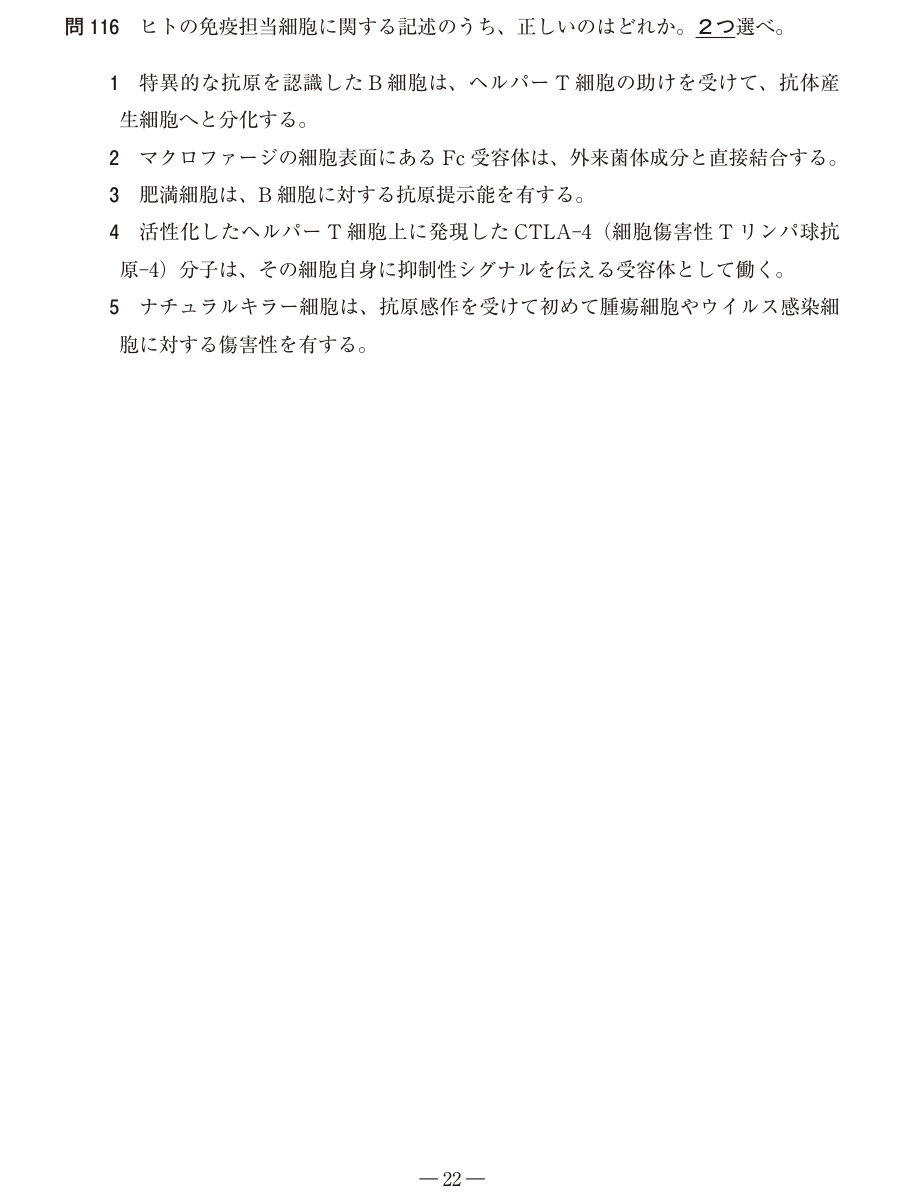 問 116　ヒトの免疫担当細胞に関する記述のうち、正しいのはどれか。２つ選べ。
1　特異的な抗原を認識した B 細胞は、ヘルパー T 細胞の助けを受けて、抗体産
生細胞へと分化する。
2　マクロファージの細胞表面にある Fc 受容体は、外来菌体成分と直接結合する。
3　肥満細胞は、B 細胞に対する抗原提示能を有する。
4　活性化したヘルパー T 細胞上に発現した CTLA-4（細胞傷害性 T リンパ球抗
原-4）分子は、その細胞自身に抑制性シグナルを伝える受容体として働く。
5　ナチュラルキラー細胞は、抗原感作を受けて初めて腫瘍細胞やウイルス感染細
胞に対する傷害性を有する。
― 22 ―